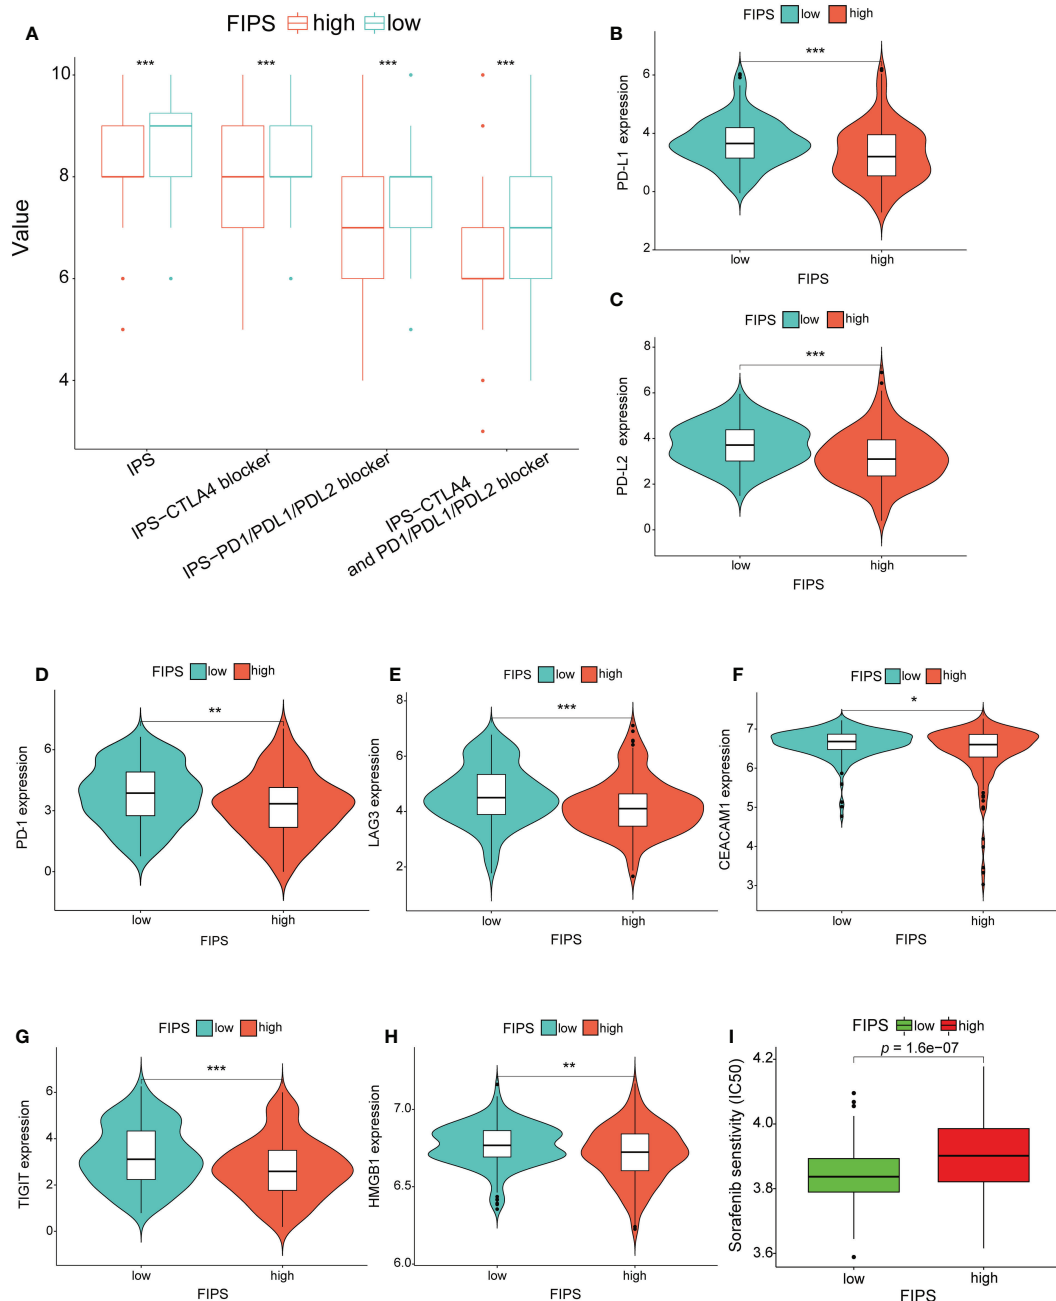 A
FIPS high low
*** *** *** ***
10
8
6
4
Value
IPS
IPS−CTLA4 blocker
IPS−PD1/PDL1/PDL2 blocker
IPS−CTLA4
and PD1/PDL1/PDL2 blocker
B
FIPS low high
***
6
4
0
2
PD-L1 expression
low high
FIPS
C
FIPS low high
***
8
6
4
2
0
PD-L2 expression
low high
FIPS
D
FIPS low high
**
6
3
0
PD-1 expression
low high
FIPS
E
FIPS low high
***
8
6
4
2
LAG3 expression
low high
FIPS
F
FIPS low high
*
7
6
5
4
3
CEACAM1 expression
low high
FIPS
G
FIPS low high
***
6
4
2
0
TIGIT expression
low high
FIPS
H
FIPS low high
**
7.0
6.5
6.0
HMGB1 expression
low high
FIPS
I
FIPS low high
p = 1.6e−07
4.2
4.0
3.8
3.6
Sorafenib senstivity (IC50)
low high
FIPS